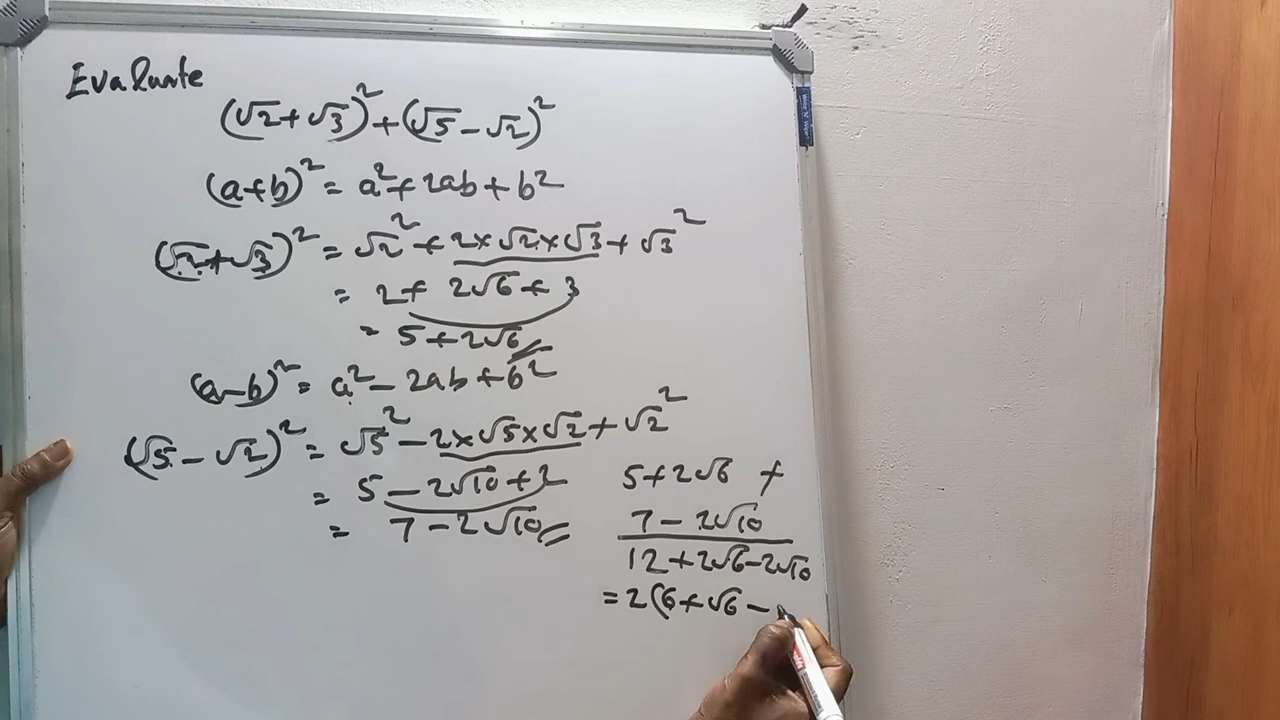 Evaluate
(√2+√3)²+(√5-√2)²
(a+b)² = a²+2ab+b²
(√2+√3)² = √2² + 2×√2×√3 + √3²
= 2+ 2√6 + 3
= 5+2√6
(a-b)² = a² - 2ab+b²
(√5-√2)² = √5² - 2×√5×√2 + √2²
= 5 - 2√10 + 2
= 7 - 2√10
5+2√6 +
7 - 2√10
12+2√6-2√10
= 2(6+√6 -